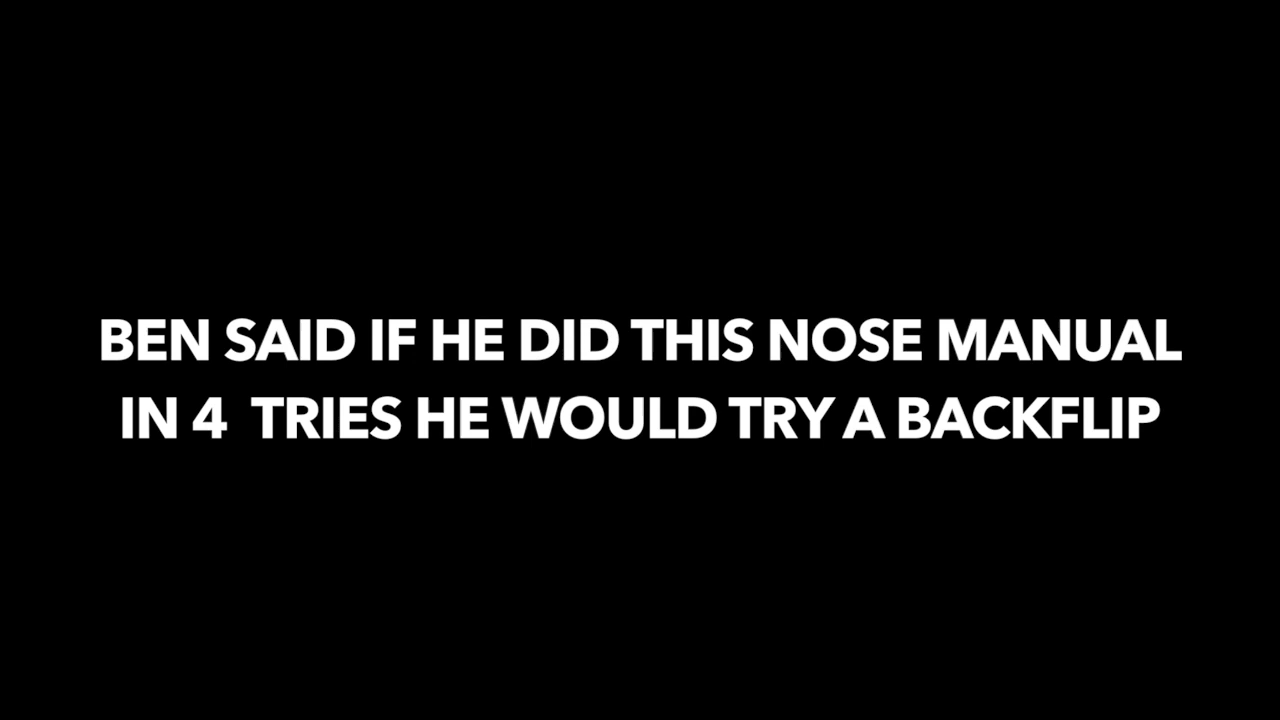 BEN SAID IF HE DID THIS NOSE MANUAL
IN 4  TRIES HE WOULD TRY A BACKFLIP